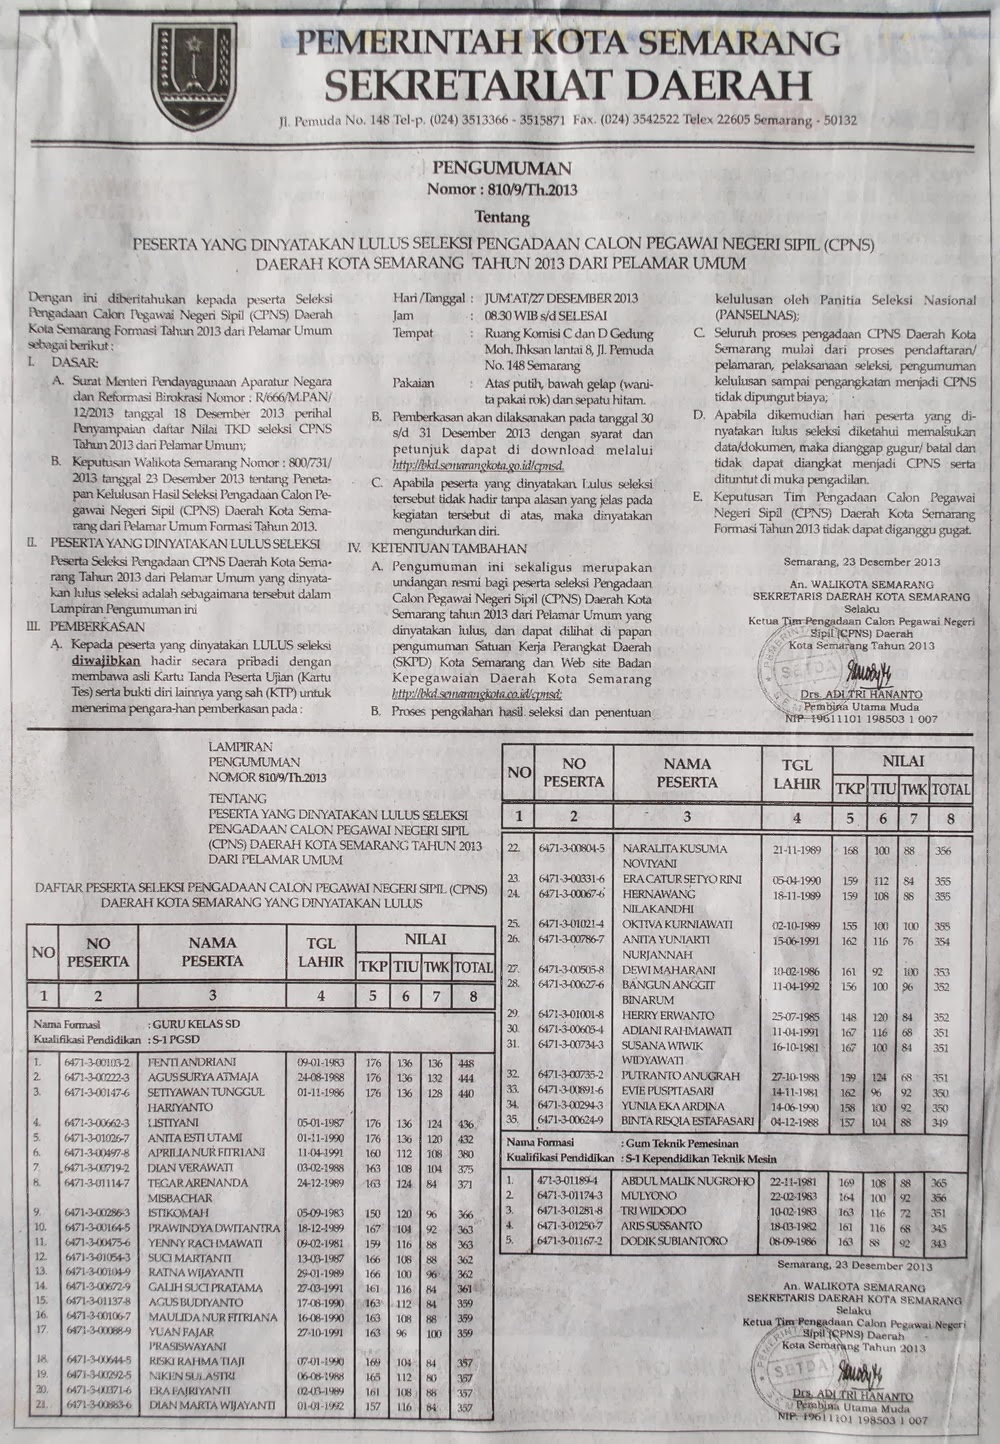 PEMERINTAH KOTA SEMARANG
SEKRETARIAT DAERAH
Jl. Pemuda No. 148 Tel-p. (024) 3513366 - 3515871 Fax. (024) 3542522 Telex 22605 Semarang - 50132
PENGUMUMAN
Nomor : 810/9/Th.2013
Tentang
PESERTA YANG DINYATAKAN LULUS SELEKSI PENGADAAN CALON PEGAWAI NEGERI SIPIL (CPNS)
DAERAH KOTA SEMARANG TAHUN 2013 DARI PELAMAR UMUM
Dengan ini diberitahukan kepada peserta Seleksi
Pengadaan Calon Pegawai Negeri Sipil (CPNS) Daerah
Kota Semarang Formasi Tahun 2013 dari Pelamar Umum
sebagai berikut :
I. DASAR:
A. Surat Menteri Pendayagunaan Aparatur Negara
dan Reformasi Birokrasi Nomor : R/666/M.PAN/
12/2013 tanggal 18 Desember 2013 perihal
Penyampaian daftar Nilai TKD seleksi CPNS
Tahun 2013 dari Pelamar Umum;
B. Keputusan Walikota Semarang Nomor : 800/731/
2013 tanggal 23 Desember 2013 tentang Peneta-
pan Kelulusan Hasil Seleksi Pengadaan Calon Pe-
gawai Negeri Sipil (CPNS) Daerah Kota Sema-
rang dari Pelamar Umum Formasi Tahun 2013.
II. PESERTA YANG DINYATAKAN LULUS SELEKSI
Peserta Seleksi Pengadaan CPNS Daerah Kota Sema-
rang Tahun 2013 dari Pelamar Umum yang dinyata-
kan lulus seleksi adalah sebagaimana tersebut dalam
Lampiran Pengumuman ini
III. PEMBERKASAN
A. Kepada peserta yang dinyatakan LULUS seleksi
diwajibkan hadir secara pribadi dengan
membawa asli Kartu Tanda Peserta Ujian (Kartu
Tes) serta bukti diri lainnya yang sah (KTP) untuk
menerima pengara-han pemberkasan pada :
Hari /Tanggal : JUM'AT/27 DESEMBER 2013
Jam : 08.30 WIB s/d SELESAI
Tempat : Ruang Komisi C dan D Gedung
Moh. Ihksan lantai 8, Jl. Pemuda
No. 148 Semarang
Pakaian : Atas putih, bawah gelap (wani-
ta pakai rok) dan sepatu hitam.
B. Pemberkasan akan dilaksanakan pada tanggal 30
s/d 31 Desember 2013 dengan syarat dan
petunjuk dapat di download melalui
http://bkd.semarangkota.go.id/cpnsd.
C. Apabila peserta yang dinyatakan Lulus seleksi
tersebut tidak hadir tanpa alasan yang jelas pada
kegiatan tersebut di atas, maka dinyatakan
mengundurkan diri.
IV. KETENTUAN TAMBAHAN
A. Pengumuman ini sekaligus merupakan
undangan resmi bagi peserta seleksi Pengadaan
Calon Pegawai Negeri Sipil (CPNS) Daerah Kota
Semarang tahun 2013 dari Pelamar Umum yang
dinyatakan lulus, dan dapat dilihat di papan
pengumuman Satuan Kerja Perangkat Daerah
(SKPD) Kota Semarang dan Web site Badan
Kepegawaian Daerah Kota Semarang
http://bkd.semarangkota.co.id/cpnsd;
B. Proses pengolahan hasil seleksi dan penentuan
kelulusan oleh Panitia Seleksi Nasional
(PANSELNAS);
C. Seluruh proses pengadaan CPNS Daerah Kota
Semarang mulai dari proses pendaftaran/
pelamaran, pelaksanaan seleksi, pengumuman
kelulusan sampai pengangkatan menjadi CPNS
tidak dipungut biaya;
D. Apabila dikemudian hari peserta yang di-
nyatakan lulus seleksi diketahui memalsukan
data/dokumen, maka dianggap gugur/ batal dan
tidak dapat diangkat menjadi CPNS serta
dituntut di muka pengadilan.
E. Keputusan Tim Pengadaan Calon Pegawai
Negeri Sipil (CPNS) Daerah Kota Semarang
Formasi Tahun 2013 tidak dapat diganggu gugat.
Semarang, 23 Desember 2013
An. WALIKOTA SEMARANG
SEKRETARIS DAERAH KOTA SEMARANG
Selaku
Ketua Tim Pengadaan Calon Pegawai Negeri
Sipil (CPNS) Daerah
Kota Semarang Tahun 2013
SETDA
Drs. ADI TRI HANANTO
Pembina Utama Muda
NIP. 19611101 198503 1 007
LAMPIRAN
PENGUMUMAN
NOMOR 810/9/Th.2013
TENTANG
PESERTA YANG DINYATAKAN LULUS SELEKSI
PENGADAAN CALON PEGAWAI NEGERI SIPIL
(CPNS) DAERAH KOTA SEMARANG TAHUN 2013
DARI PELAMAR UMUM
DAFTAR PESERTA SELEKSI PENGADAAN CALON PEGAWAI NEGERI SIPIL (CPNS)
DAERAH KOTA SEMARANG YANG DINYATAKAN LULUS
NO NO PESERTA NAMA PESERTA TGL LAHIR NILAI
TKP TIU TWK TOTAL
1 2 3 4 5 6 7 8
Nama Formasi : GURU KELAS SD
Kualifikasi Pendidikan : S-1 PGSD
1. 6471-3-00103-2 FENTI ANDRIANI 09-01-1983 176 136 136 448
2. 6471-3-00222-3 AGUS SURYA ATMAJA 24-08-1988 176 136 132 444
3. 6471-3-00147-6 SETIYAWAN TUNGGUL 01-11-1986 176 136 128 440
HARIYANTO
4. 6471-3-00662-3 LISTIYANI 05-01-1987 176 136 124 436
5. 6471-3-01026-7 ANITA ESTI UTAMI 01-11-1990 176 136 120 432
6. 6471-3-00497-8 APRILIA NUR FITRIANI 11-04-1991 160 112 108 380
7. 6471-3-00719-2 DIAN VERAWATI 03-02-1988 163 108 104 375
8. 6471-3-01114-7 TEGAR ARENANDA 24-12-1989 163 124 84 371
MISBACHAR
9. 6471-3-00286-3 ISTIKOMAH 05-09-1983 150 120 96 366
10. 6471-3-00164-5 PRAWINDYA DWITANTRA 18-12-1989 167 104 92 363
11. 6471-3-00475-6 YENNY RACHMAWATI 09-02-1981 159 116 88 363
12. 6471-3-01054-3 SUCI MARTANTI 13-03-1987 166 108 88 362
13. 6471-3-00104-9 RATNA WIJAYANTI 29-01-1989 166 100 96 362
14. 6471-3-00672-9 GALIH SUCI PRATAMA 27-03-1991 161 116 84 361
15. 6471-3-01137-8 AGUS BUDIYANTO 17-08-1990 163 112 84 359
16. 6471-3-00106-7 MAULIDA NUR FITRIANA 16-08-1990 163 108 88 359
17. 6471-3-00088-9 YUAN FAJAR 27-10-1991 163 96 100 359
PRASISWAYANI
18. 6471-3-00644-5 RISKI RAHMA TIAJI 07-01-1990 169 104 84 357
19. 6471-3-00292-5 NIKEN SULASTRI 06-08-1988 165 112 80 357
20. 6471-3-00371-6 ERA FAJRIYANTI 02-03-1989 161 108 88 357
21. 6471-3-00883-6 DIAN MARTA WIJAYANTI 01-01-1992 157 116 84 357
NO NO PESERTA NAMA PESERTA TGL LAHIR NILAI
TKP TIU TWK TOTAL
1 2 3 4 5 6 7 8
22. 6471-3-00804-5 NARALITA KUSUMA 21-11-1989 168 100 88 356
NOVIYANI
23. 6471-3-00331-6 ERA CATUR SETYO RINI 05-04-1990 159 112 84 355
24. 6471-3-00067-6 HERNAWANG 18-11-1989 159 108 88 355
NILAKANDHI
25. 6471-3-01021-4 OKTIVA KURNIAWATI 02-10-1989 155 100 100 355
26. 6471-3-00786-7 ANITA YUNIARTI 15-06-1991 162 116 76 354
NURJANNAH
27. 6471-3-00505-8 DEWI MAHARANI 10-02-1986 161 92 100 353
28. 6471-3-00627-6 BANGUN ANGGIT 11-04-1992 156 100 96 352
BINARUM
29. 6471-3-01001-8 HERRY ERWANTO 25-07-1985 148 120 84 352
30. 6471-3-00605-4 ADIANI RAHMAWATI 11-04-1991 167 116 68 351
31. 6471-3-00734-3 SUSANA WIWIK 16-10-1981 167 100 84 351
WIDYAWATI
32. 6471-3-00735-2 PUTRANTO ANUGRAH 27-10-1988 159 124 68 351
33. 6471-3-00891-6 EVIE PUSPITASARI 14-11-1981 162 96 92 350
34. 6471-3-00294-3 YUNIA EKA ARDINA 14-06-1990 158 100 92 350
35. 6471-3-00624-9 BINTA RISQIA ESTAFASARI 04-12-1988 157 104 88 349
Nama Formasi : Gum Teknik Pemesinan
Kualifikasi Pendidikan : S-1 Kependidikan Teknik Mesin
1. 471-3-01189-4 ABDUL MALIK NUGROHO 22-11-1981 169 108 88 365
2. 6471-3-01174-3 MULYONO 22-02-1983 164 100 92 356
3. 6471-3-01281-8 TRI WIDODO 10-02-1983 163 116 72 351
4. 6471-3-01250-7 ARIS SUSSANTO 18-03-1982 161 116 68 345
5. 6471-3-01167-2 DODIK SUBIANTORO 08-09-1986 163 88 92 343
Semarang, 23 Desember 2013
An. WALIKOTA SEMARANG
SEKRETARIS DAERAH KOTA SEMARANG
Selaku
Ketua Tim Pengadaan Calon Pegawai Negeri
Sipil (CPNS) Daerah
Kota Semarang Tahun 2013
SETDA
Drs. ADI TRI HANANTO
Pembina Utama Muda
NIP. 19611101 198503 1 007